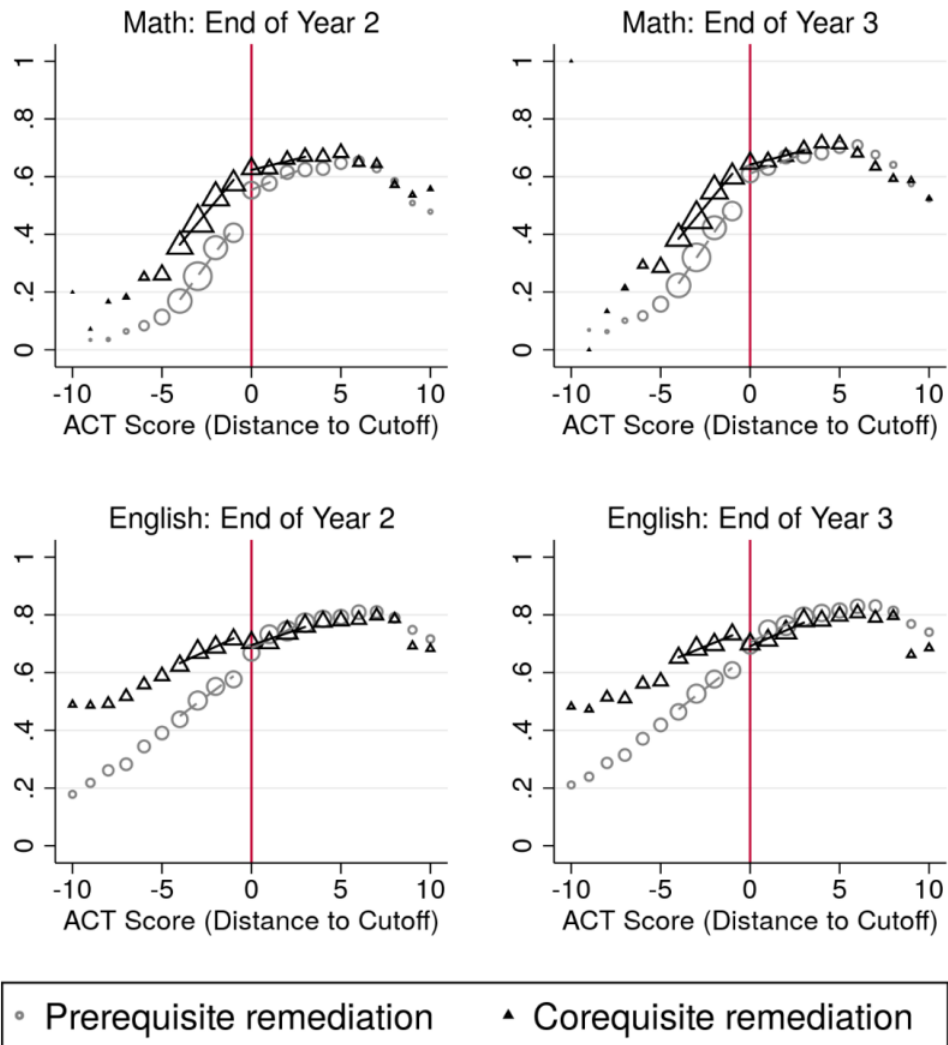 Math: End of Year 2
1
.8
.6
.4
.2
0
-10 -5 0 5 10
ACT Score (Distance to Cutoff)
Math: End of Year 3
1
.8
.6
.4
.2
0
-10 -5 0 5 10
ACT Score (Distance to Cutoff)
English: End of Year 2
1
.8
.6
.4
.2
0
-10 -5 0 5 10
ACT Score (Distance to Cutoff)
English: End of Year 3
1
.8
.6
.4
.2
0
-10 -5 0 5 10
ACT Score (Distance to Cutoff)
Prerequisite remediation Corequisite remediation